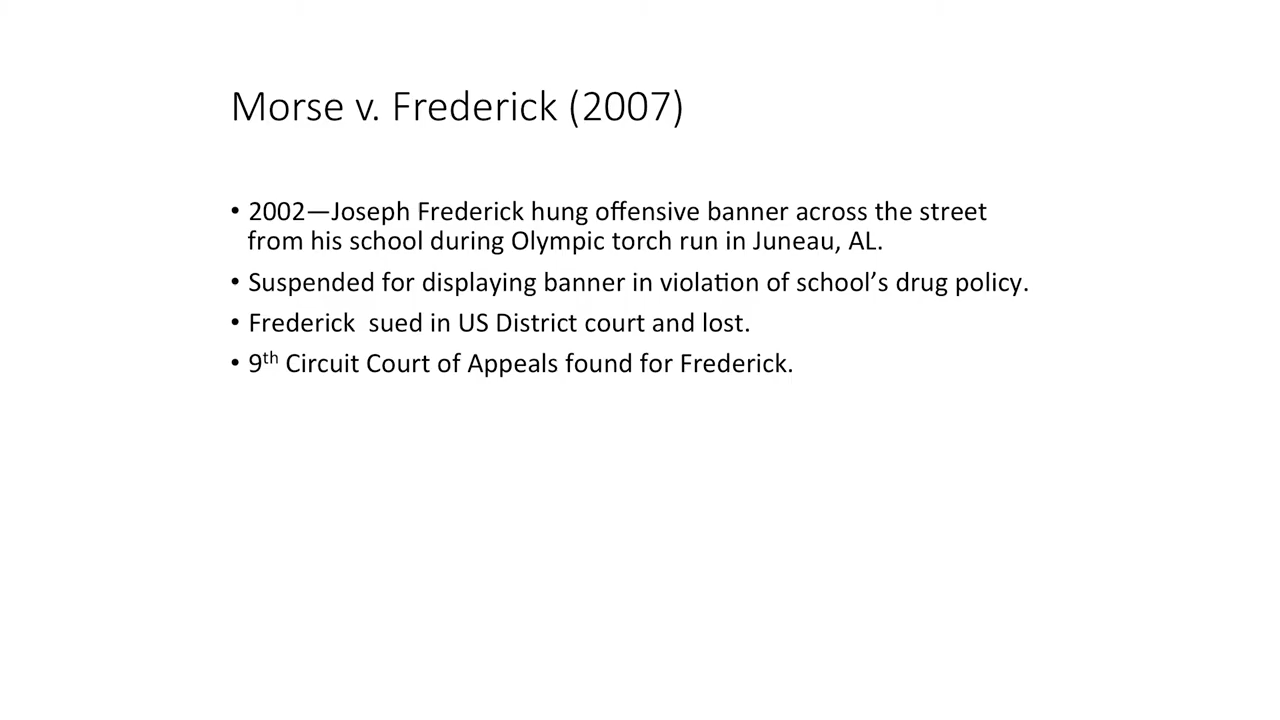 Morse v. Frederick (2007)
• 2002—Joseph Frederick hung offensive banner across the street
from his school during Olympic torch run in Juneau, AL.
• Suspended for displaying banner in violation of school’s drug policy.
• Frederick  sued in US District court and lost.
• 9th Circuit Court of Appeals found for Frederick.